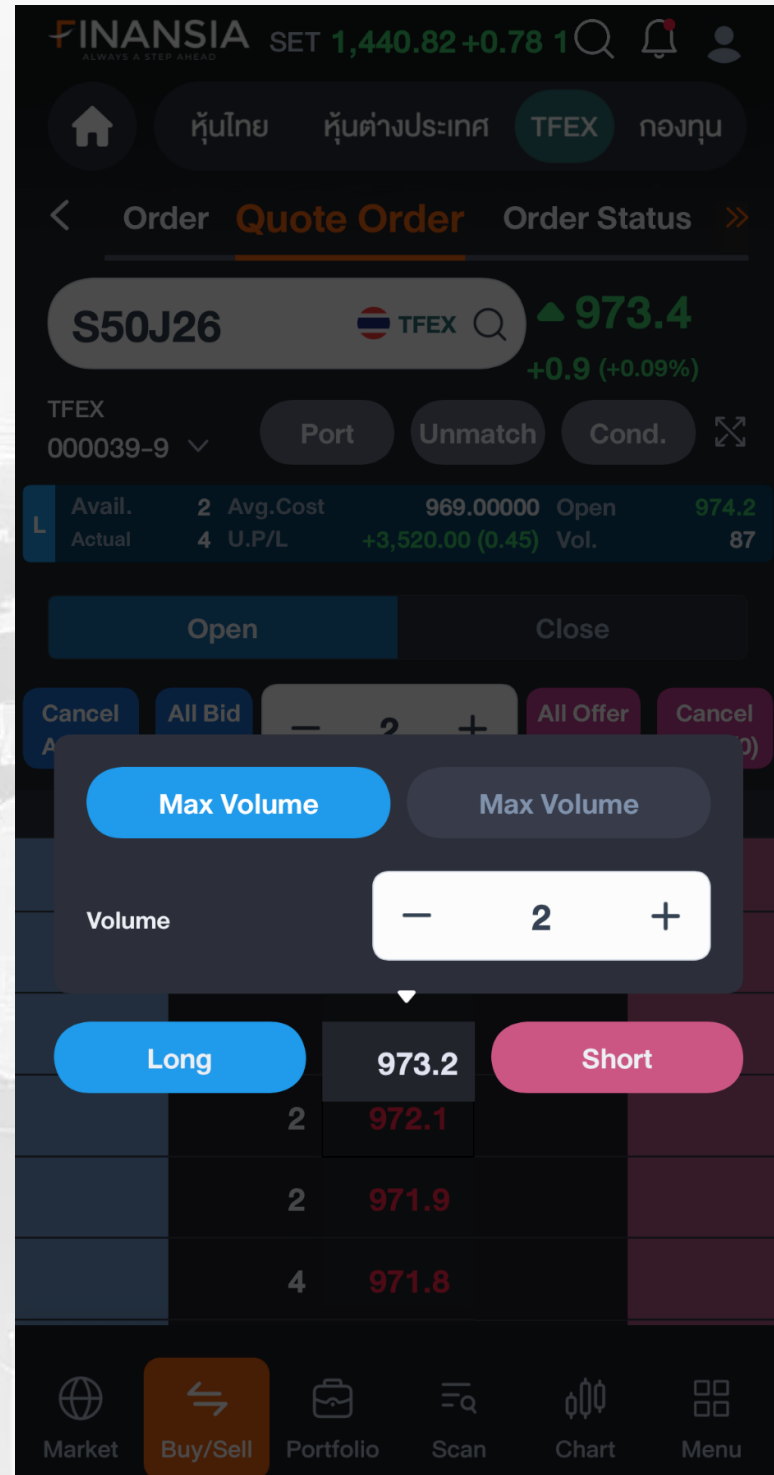 FINANSIA SET 1,440.82 +0.78 1
ALWAYS A STEP AHEAD
หุ้นไทย หุ้นต่างประเทศ TFEX กองทุน
Order Quote Order Order Status
S50J26 TFEX 973.4
+0.9 (+0.09%)
TFEX
000039-9 Port Unmatch Cond.
L
Avail. 2 Avg.Cost 969.00000 Open 974.2
Actual 4 U.P/L +3,520.00 (0.45) Vol. 87
Open Close
Cancel All Bid − 2 + All Offer Cancel
Max Volume Max Volume
Volume − 2 +
Long 973.2 Short
2 972.1
2 971.9
4 971.8
Market Buy/Sell Portfolio Scan Chart Menu